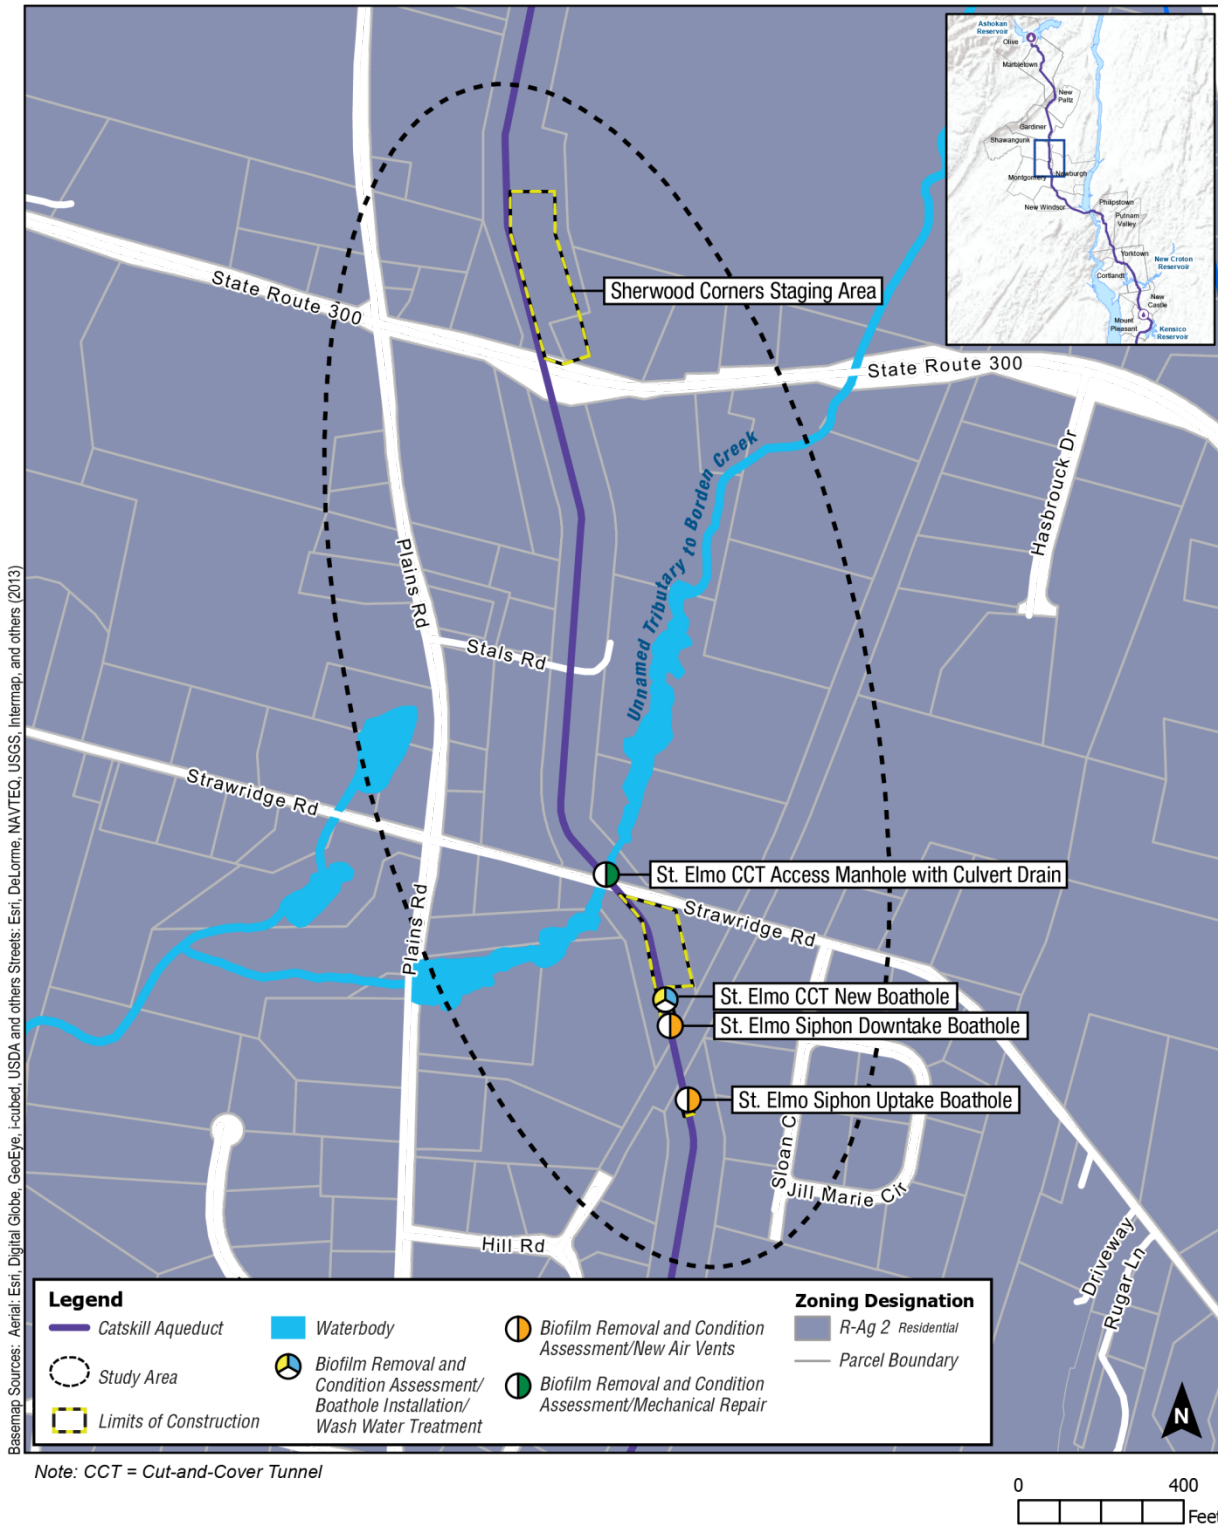 Ashokan
Reservoir
Olive
Marbletown
New
Paltz
Gardiner
Shawangunk
Montgomery
Newburgh
New Windsor
Philipstown
Putnam
Valley
Yorktown
Cortlandt
New Croton
Reservoir
New
Castle
Mount
Pleasant
Kensico
Reservoir
State Route 300
Sherwood Corners Staging Area
State Route 300
Hasbrouck Dr
Unnamed Tributary to Borden Creek
Plains Rd
Stals Rd
Strawridge Rd
St. Elmo CCT Access Manhole with Culvert Drain
Strawridge Rd
Plains Rd
St. Elmo CCT New Boathole
St. Elmo Siphon Downtake Boathole
St. Elmo Siphon Uptake Boathole
Sloan C
Jill Marie Cir
Hill Rd
Driveway
Rugar Ln
Basemap Sources: Aerial: Esri, Digital Globe, GeoEye, i-cubed, USDA and others Streets: Esri, DeLorme, NAVTEQ, USGS, Intermap, and others (2013)
Legend
Catskill Aqueduct
Study Area
Limits of Construction
Waterbody
Biofilm Removal and
Condition Assessment/
Boathole Installation/
Wash Water Treatment
Biofilm Removal and Condition
Assessment/New Air Vents
Biofilm Removal and Condition
Assessment/Mechanical Repair
Zoning Designation
R-Ag 2 Residential
Parcel Boundary
N
Note: CCT = Cut-and-Cover Tunnel
0 400
Feet